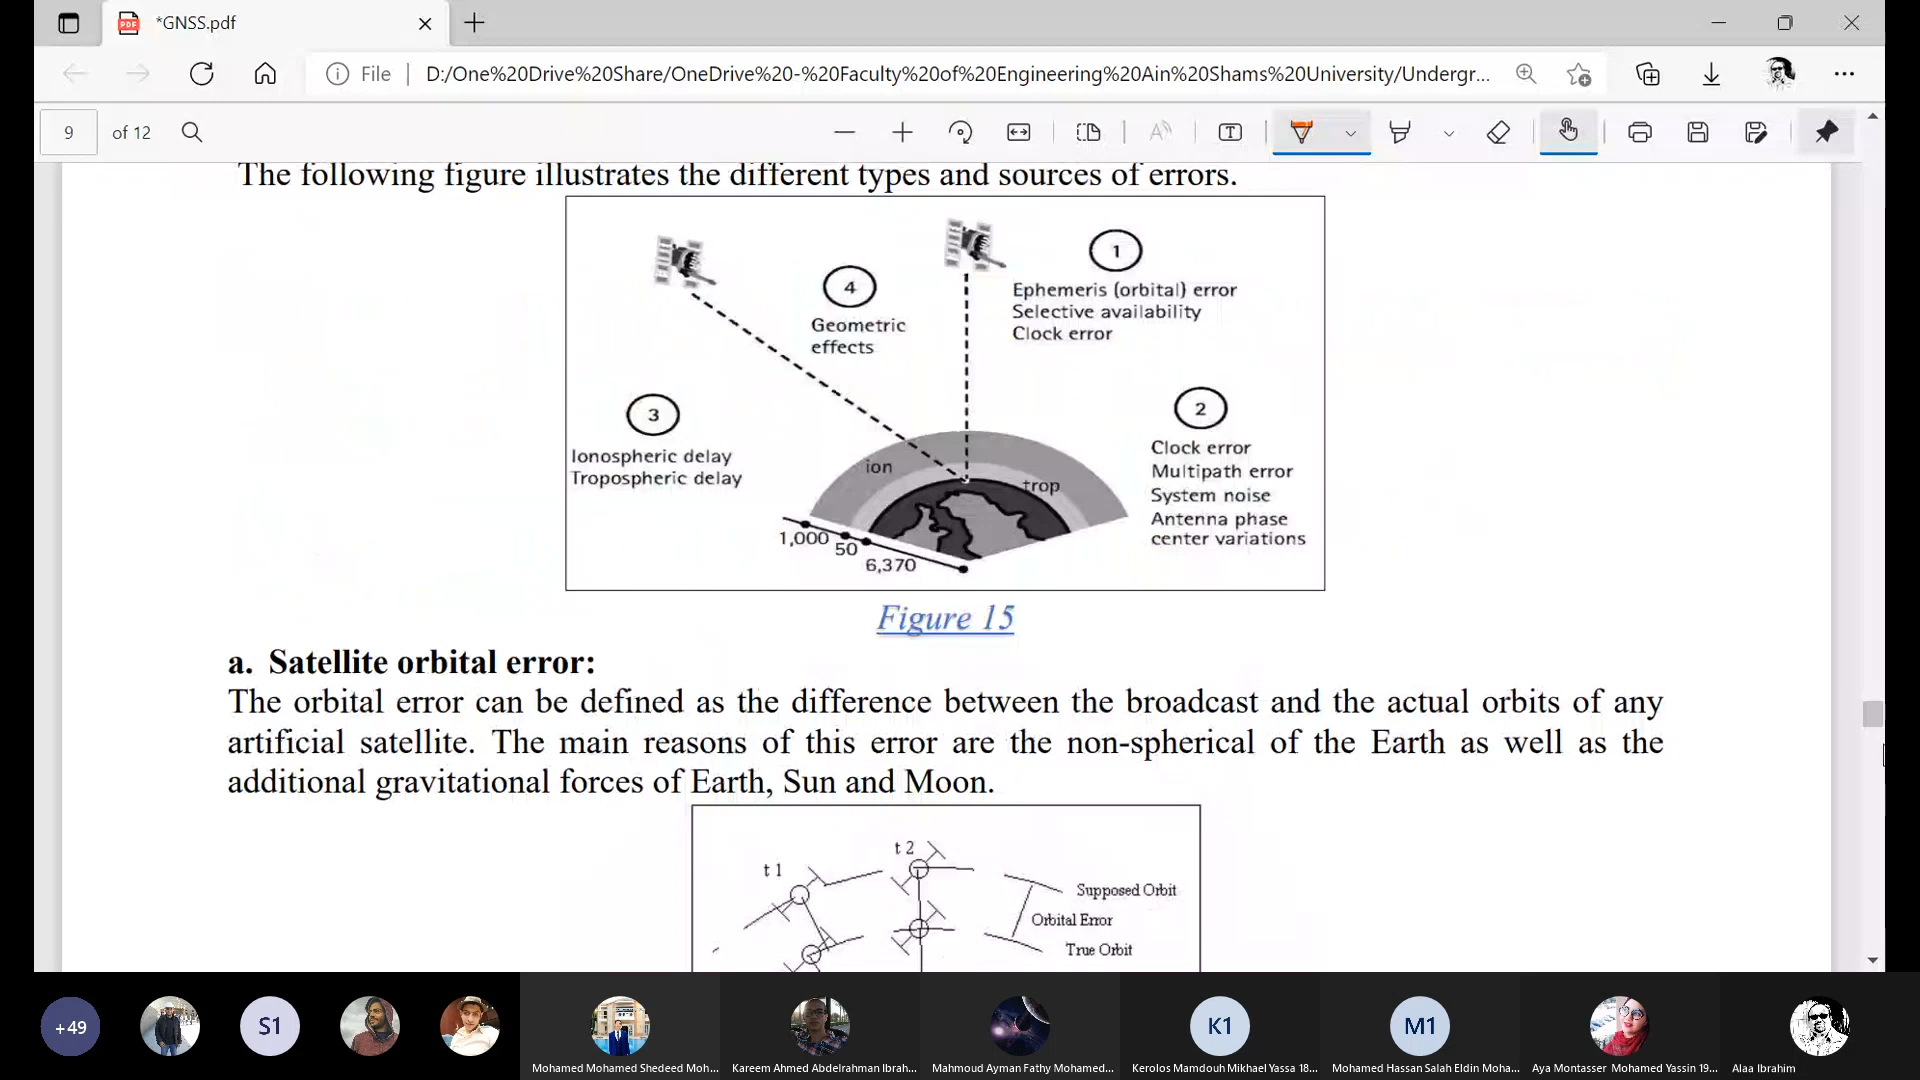 *GNSS.pdf
File
D:/One%20Drive%20Share/OneDrive%20-%20Faculty%20of%20Engineering%20Ain%20Shams%20University/Undergr...
9 of 12
The following figure illustrates the different types and sources of errors.
1
Ephemeris (orbital) error
Selective availability
Clock error
4
Geometric
effects
3
Ionospheric delay
Tropospheric delay
2
Clock error
Multipath error
System noise
Antenna phase
center variations
ion
trop
1,000
50
6,370
Figure 15
a. Satellite orbital error:
The orbital error can be defined as the difference between the broadcast and the actual orbits of any
artificial satellite. The main reasons of this error are the non-spherical of the Earth as well as the
additional gravitational forces of Earth, Sun and Moon.
t 1
t 2
Supposed Orbit
Orbital Error
True Orbit
+49
S1
K1
M1
Mohamed Mohamed Shedeed Moh...
Kareem Ahmed Abdelrahman Ibrah...
Mahmoud Ayman Fathy Mohamed...
Kerolos Mamdouh Mikhael Yassa 18...
Mohamed Hassan Salah Eldin Moha...
Aya Montasser Mohamed Yassin 19...
Alaa Ibrahim